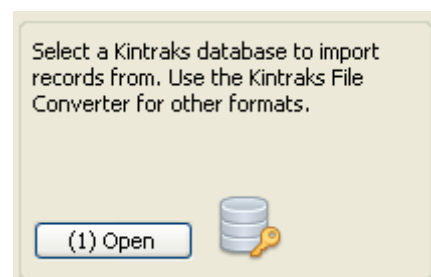 Select a Kintraks database to import
records from. Use the Kintraks File
Converter for other formats.
(1) Open